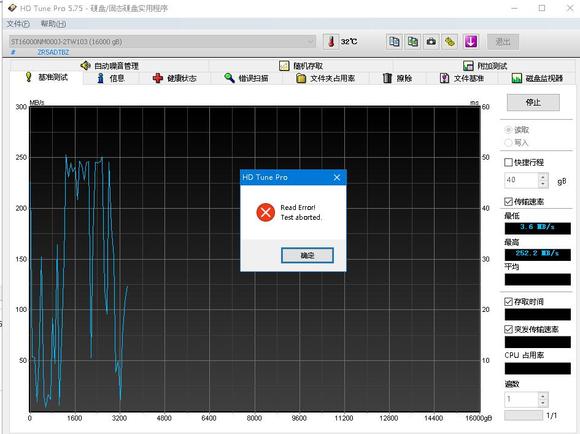 HD Tune Pro 5.75 - 硬盘/固态硬盘实用程序
文件(F) 帮助(H)
ST16000NM000J-2TW103 (16000 gB)
32℃
退出
# ZR5ADTBZ
自动噪音管理 随机存取 附加测试
基准测试 信息 健康状态 错误扫描 文件夹占用率 擦除 文件基准 磁盘监视器
MB/s
ms
300
250
200
150
100
50
60
50
40
30
20
10
0 1600 3200 4800 6400 8000 9600 11200 12800 14400 16000gB
HD Tune Pro
Read Error!
Test aborted.
确定
停止
读取
写入
快捷行程
40 gB
传输速率
最低
3.6 MB/s
最高
252.2 MB/s
平均
存取时间
突发传输速率
CPU 占用率
遍数
1
1/1